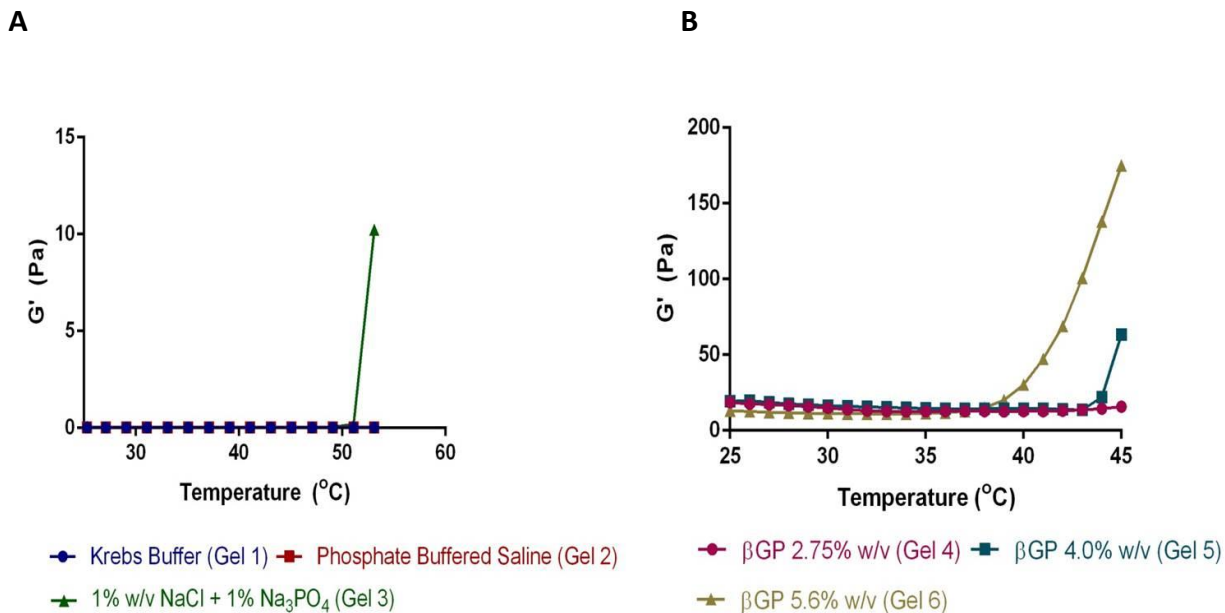 A
B
15
10
5
0
G' (Pa)
30
40
50
60
Temperature (°C)
Krebs Buffer (Gel 1) Phosphate Buffered Saline (Gel 2)
1% w/v NaCl + 1% Na₃PO₄ (Gel 3)
200
150
100
50
0
G' (Pa)
25
30
35
40
45
Temperature (°C)
βGP 2.75% w/v (Gel 4) βGP 4.0% w/v (Gel 5)
βGP 5.6% w/v (Gel 6)